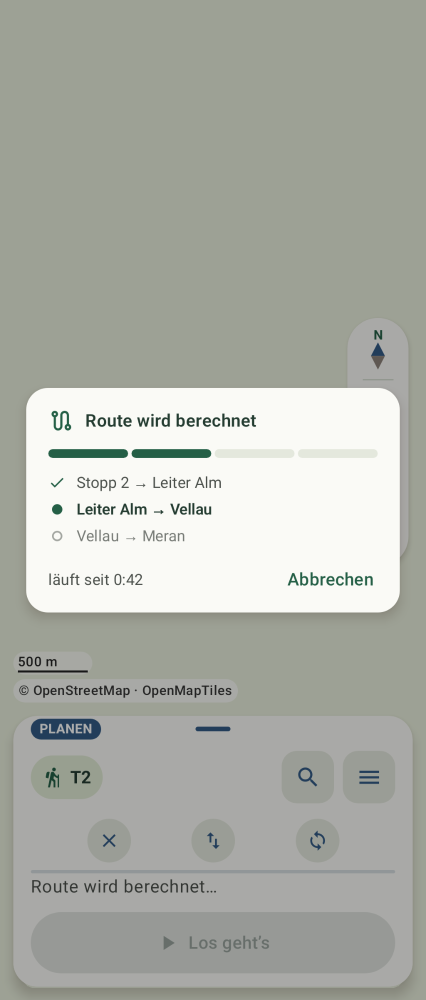 N
Route wird berechnet
Stopp 2 → Leiter Alm
Leiter Alm → Vellau
Vellau → Meran
läuft seit 0:42
Abbrechen
500 m
© OpenStreetMap · OpenMapTiles
PLANEN
T2
Route wird berechnet…
Los geht’s